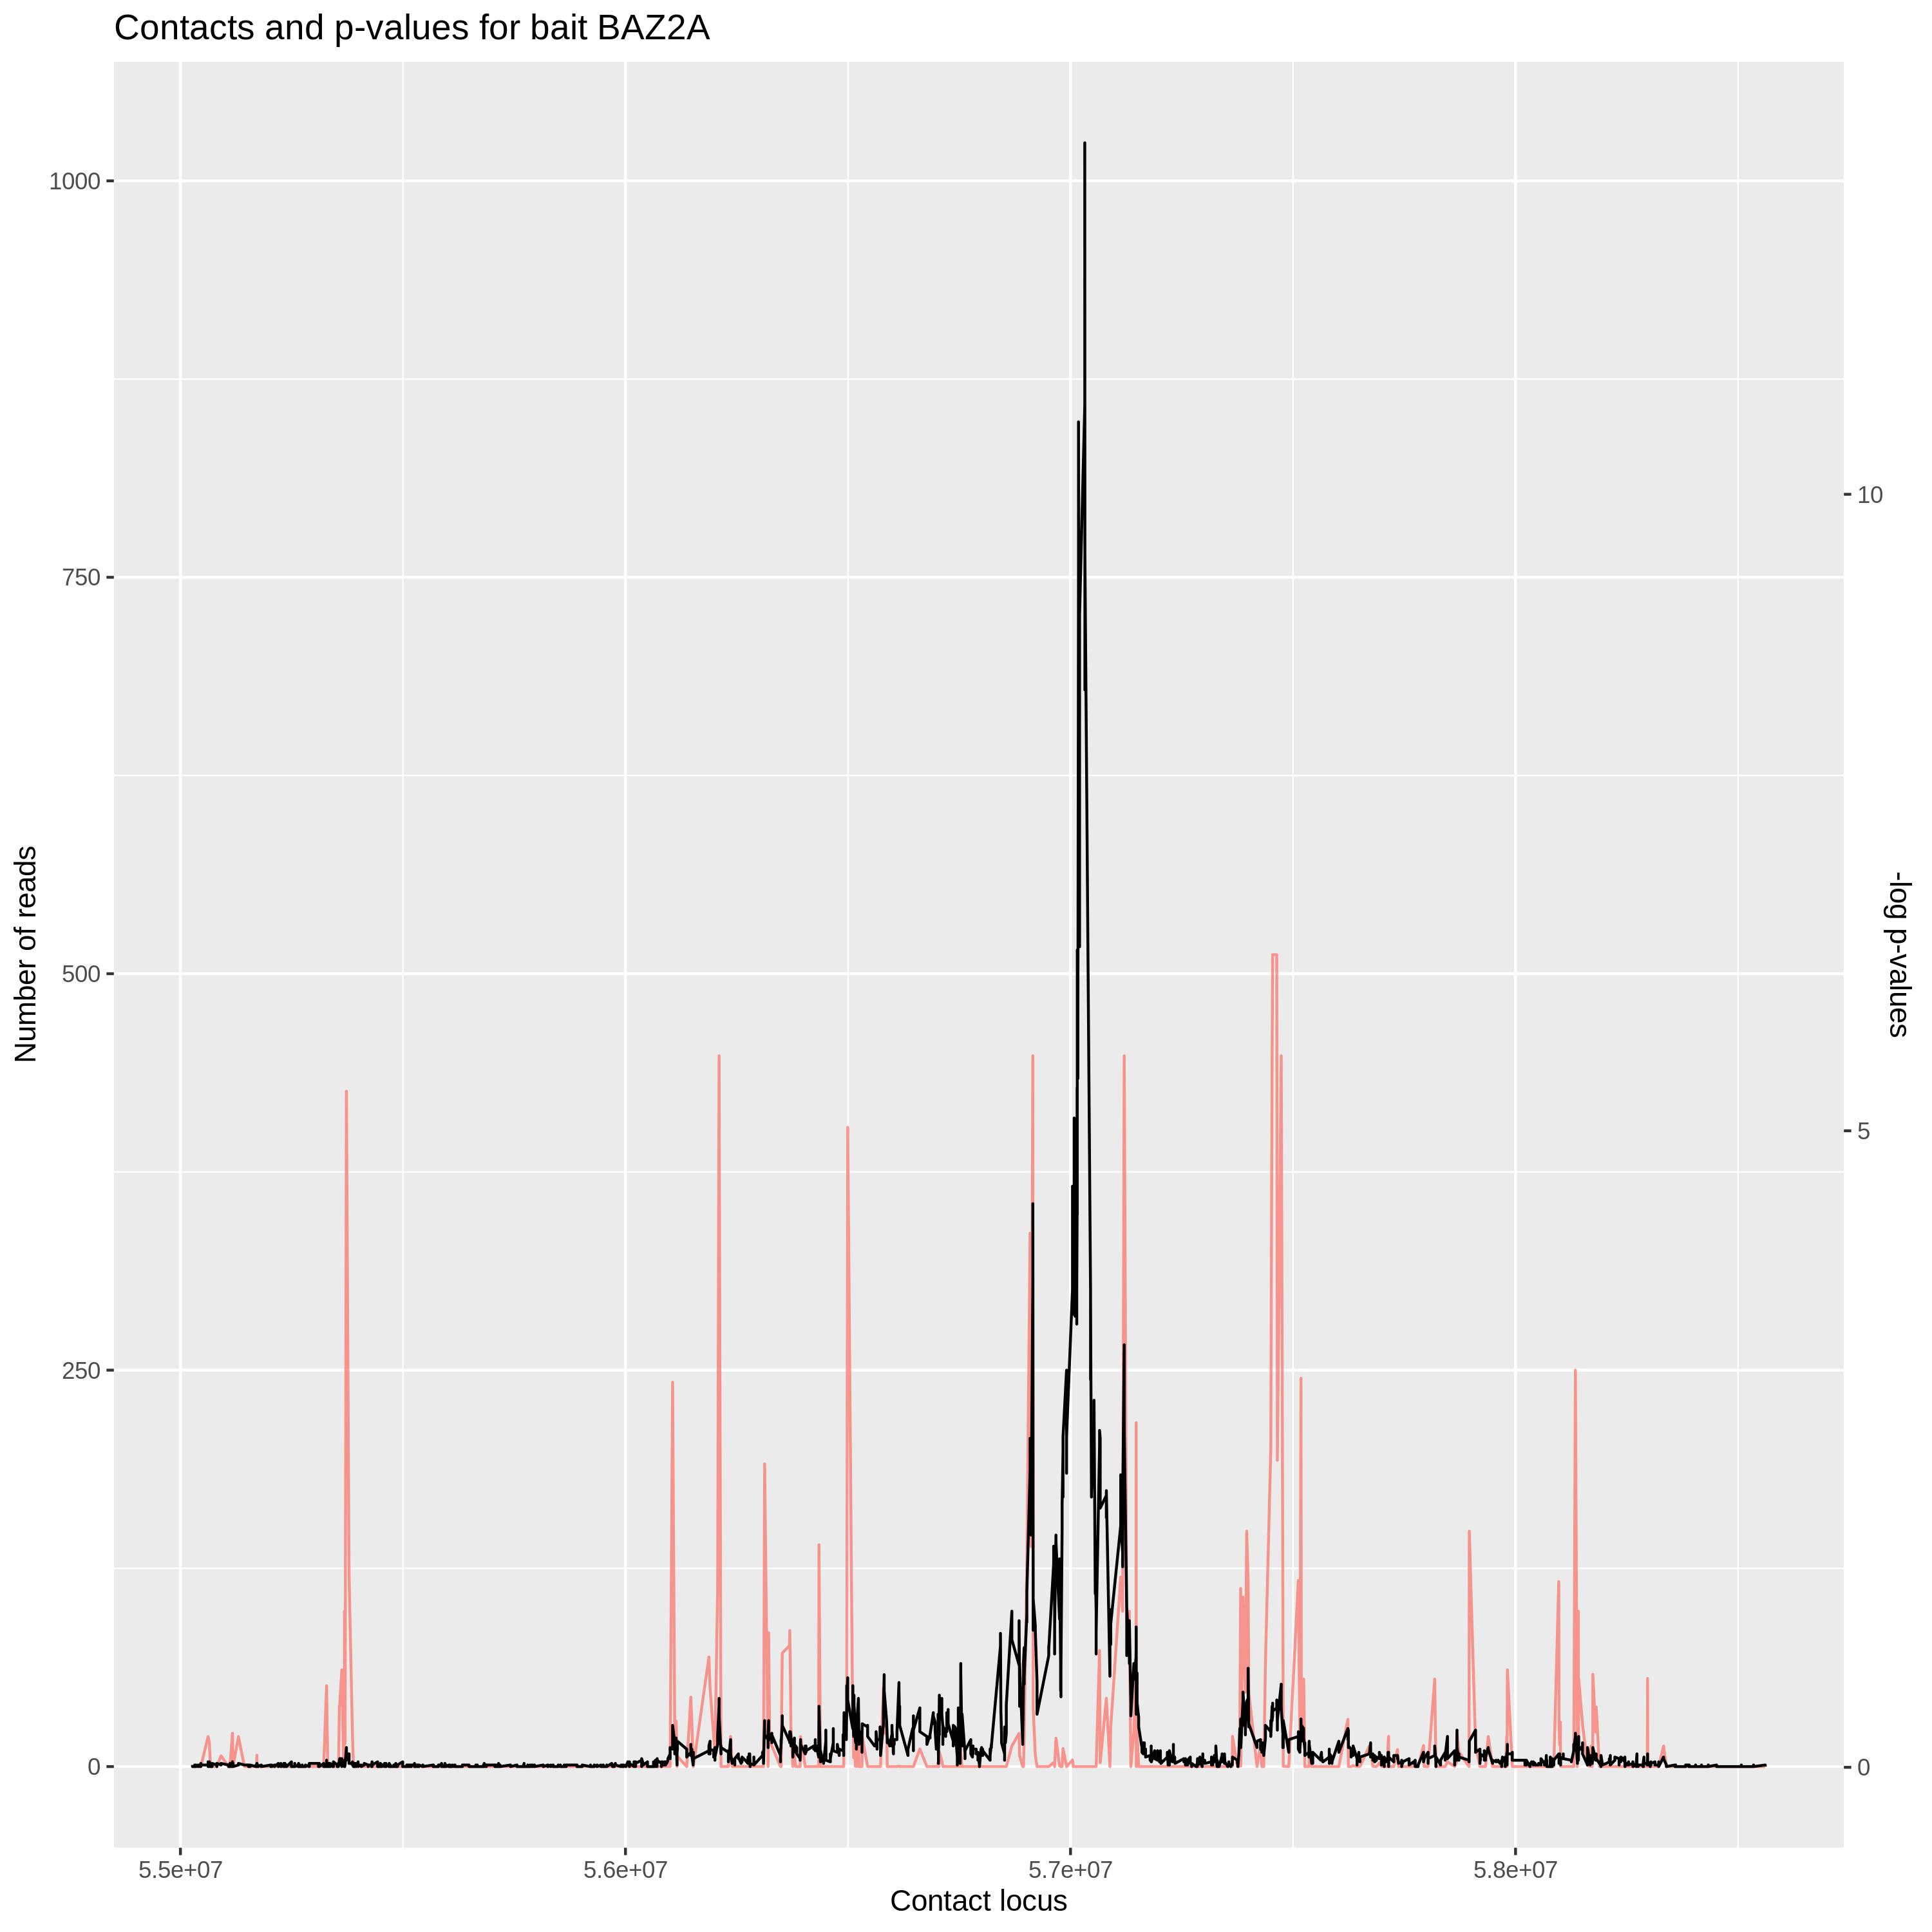 Contacts and p-values for bait BAZ2A
1000
750
500
250
0
Number of reads
10
5
0
-log p-values
5.5e+07
5.6e+07
5.7e+07
5.8e+07
Contact locus